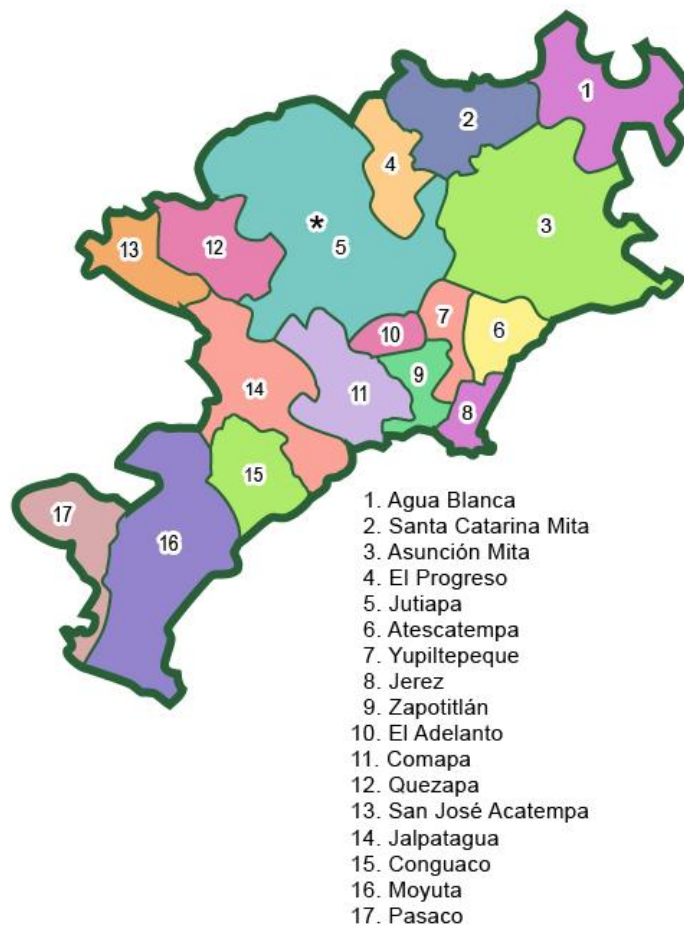 1
2
4
3
*
5
13
12
7
6
10
9
11
8
14
15
17
16
1. Agua Blanca
2. Santa Catarina Mita
3. Asunción Mita
4. El Progreso
5. Jutiapa
6. Atescatempa
7. Yupiltepeque
8. Jerez
9. Zapotitlán
10. El Adelanto
11. Comapa
12. Quezapa
13. San José Acatempa
14. Jalpatagua
15. Conguaco
16. Moyuta
17. Pasaco